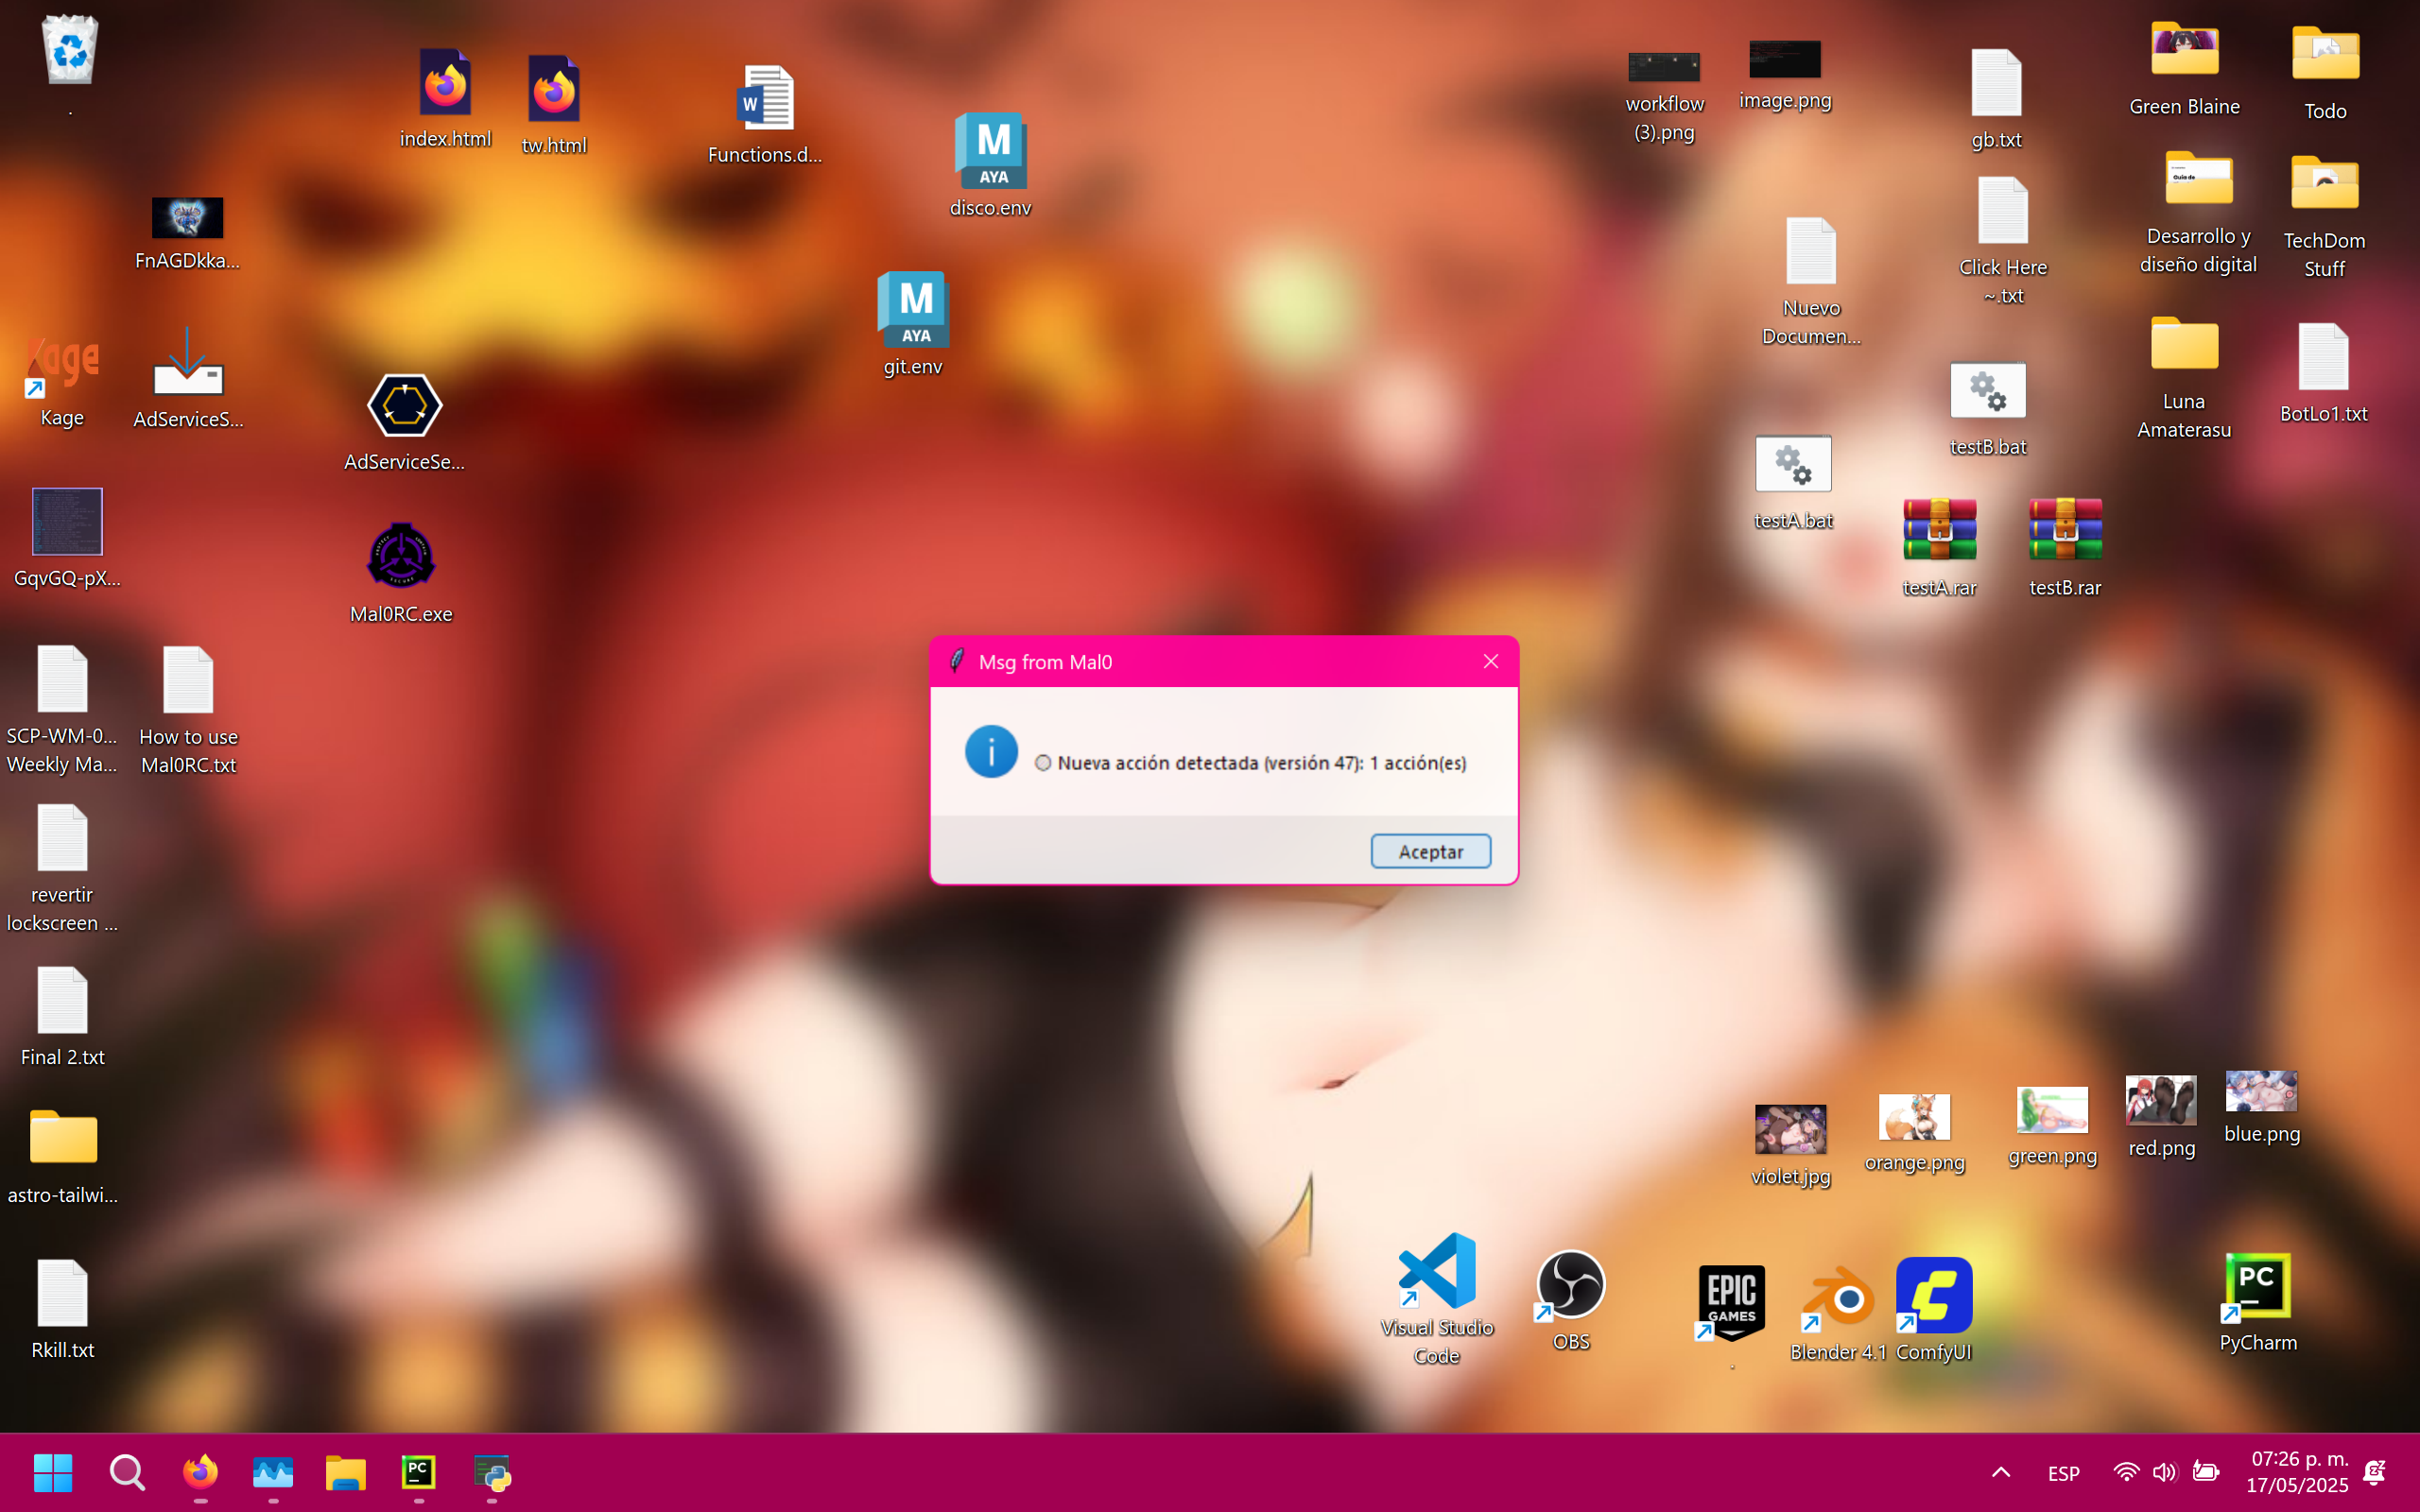 .
index.html
tw.html
W
Functions.d...
M
AYA
disco.env
workflow
(3).png
image.png
gb.txt
Green Blaine
Todo
FnAGDkka...
M
AYA
git.env
Nuevo
Documen...
Click Here
~.txt
Desarrollo y
diseño digital
TechDom
Stuff
Kage
Kage
AdServiceS...
AdServiceSe...
testA.bat
testB.bat
Luna
Amaterasu
BotLo1.txt
GqvGQ-pX...
Mal0RC.exe
testA.rar
testB.rar
Msg from Mal0
Nueva acción detectada (versión 47): 1 acción(es)
Aceptar
SCP-WM-0...
Weekly Ma...
How to use
Mal0RC.txt
revertir
lockscreen ...
Final 2.txt
astro-tailwi...
Rkill.txt
violet.jpg
orange.png
green.png
red.png
blue.png
Visual Studio
Code
OBS
EPIC
GAMES
.
Blender 4.1
ComfyUI
PC
PyCharm
PC
ESP
07:26 p. m.
17/05/2025